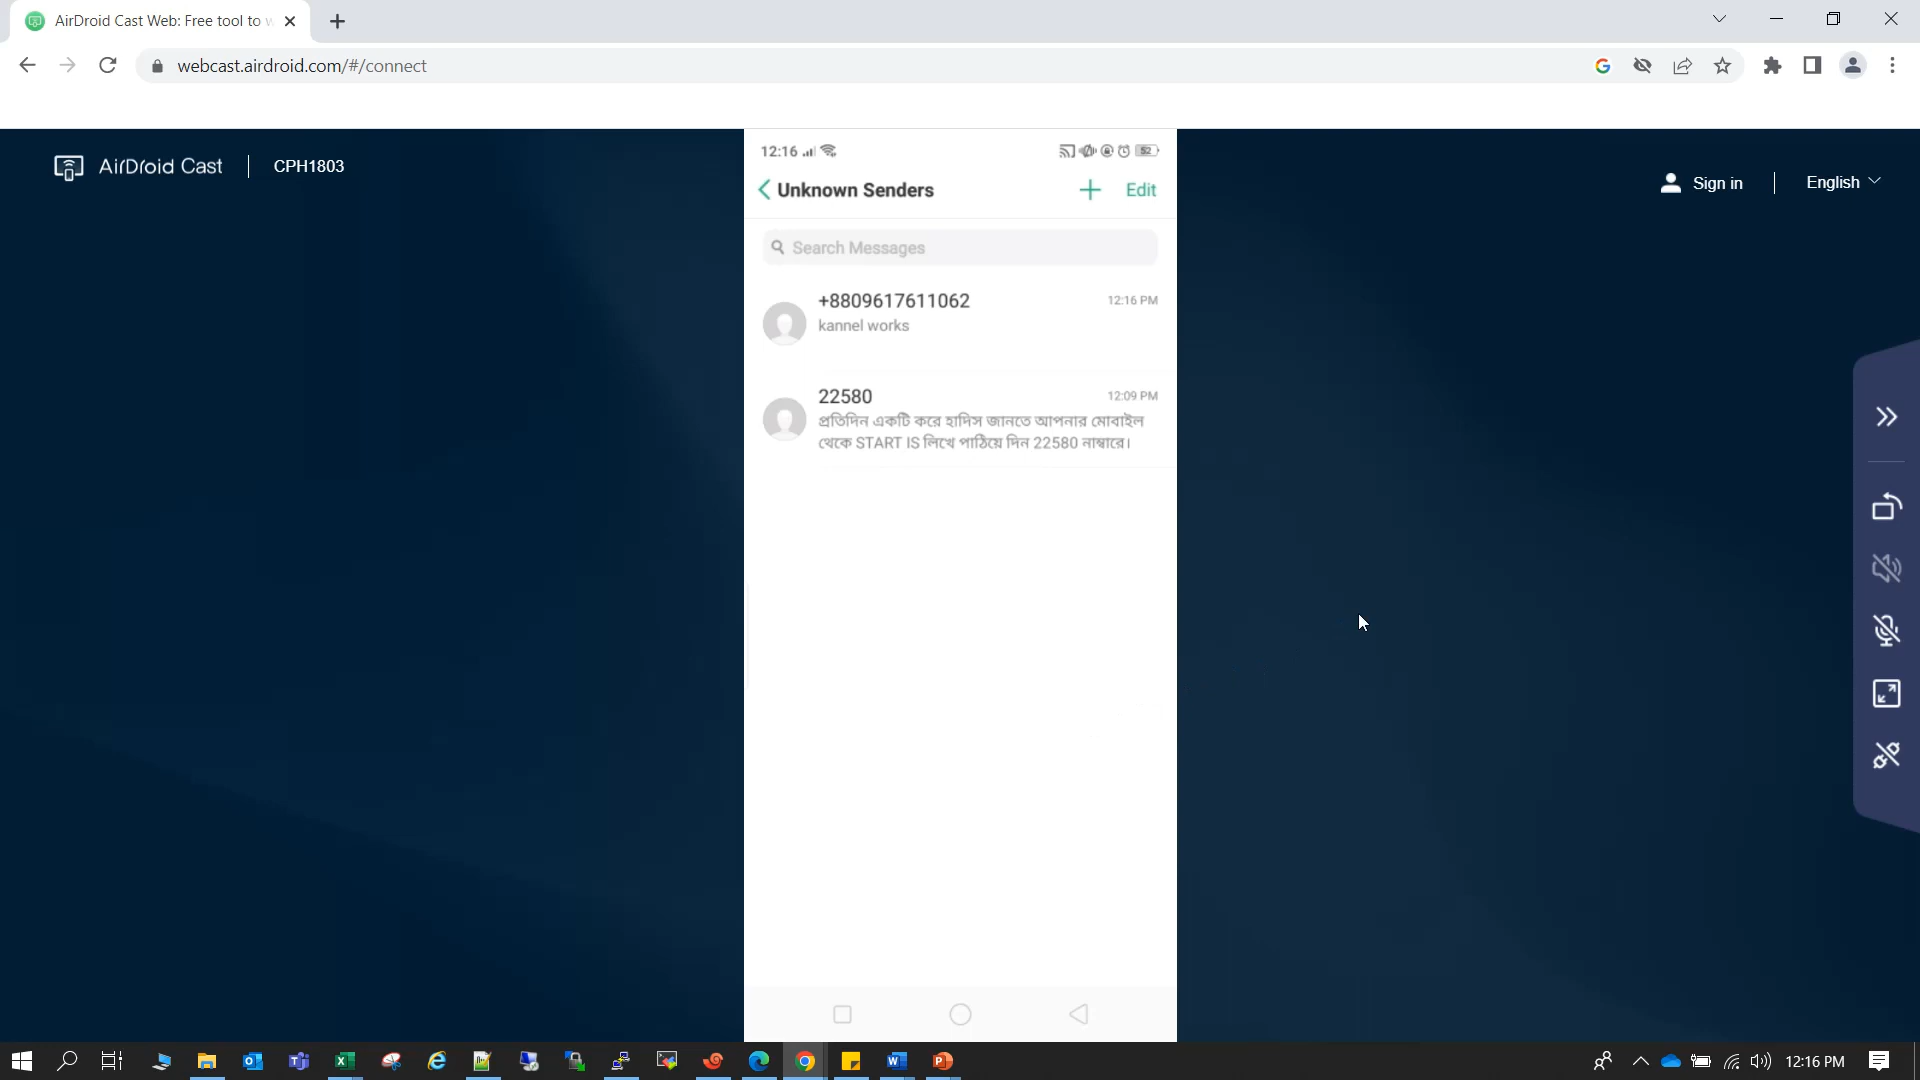 AirDroid Cast Web: Free tool to w
webcast.airdroid.com/#/connect
AirDroid Cast
CPH1803
Sign in
English
12:16
52
Unknown Senders
Edit
Search Messages
+8809617611062
12:16 PM
kannel works
22580
12:09 PM
প্রতিদিন একটি করে হাদিস জানতে আপনার মোবাইল
থেকে START IS লিখে পাঠিয়ে দিন 22580 নাম্বারে।
12:16 PM